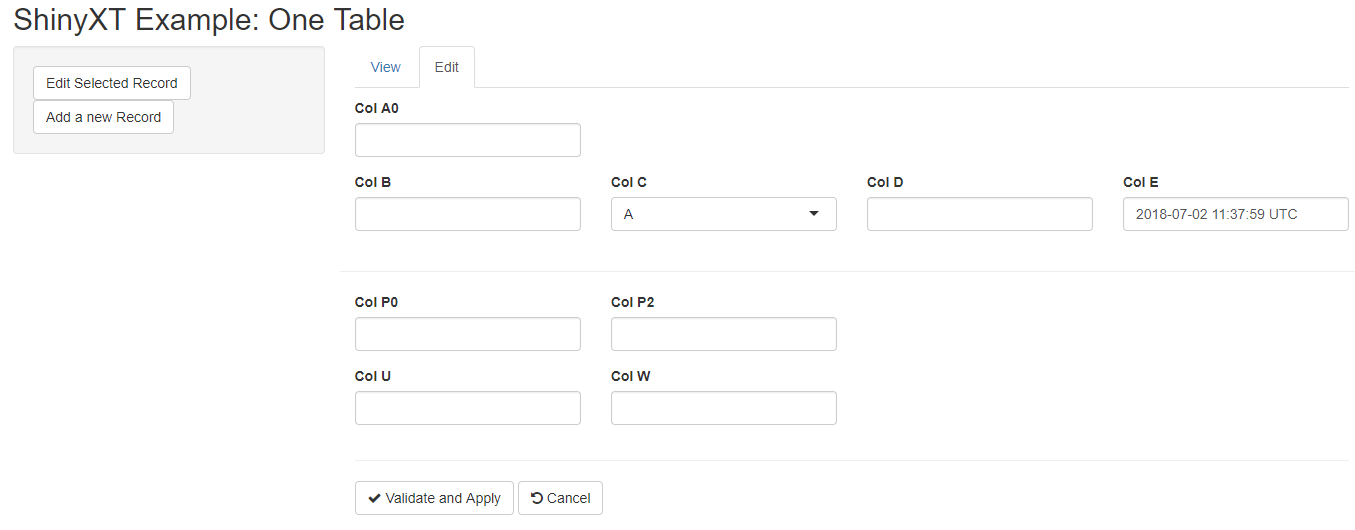 ShinyXT Example: One Table
Edit Selected Record
Add a new Record
View Edit
Col A0
Col B Col C Col D Col E
A 2018-07-02 11:37:59 UTC
Col P0 Col P2
Col U Col W
Validate and Apply Cancel